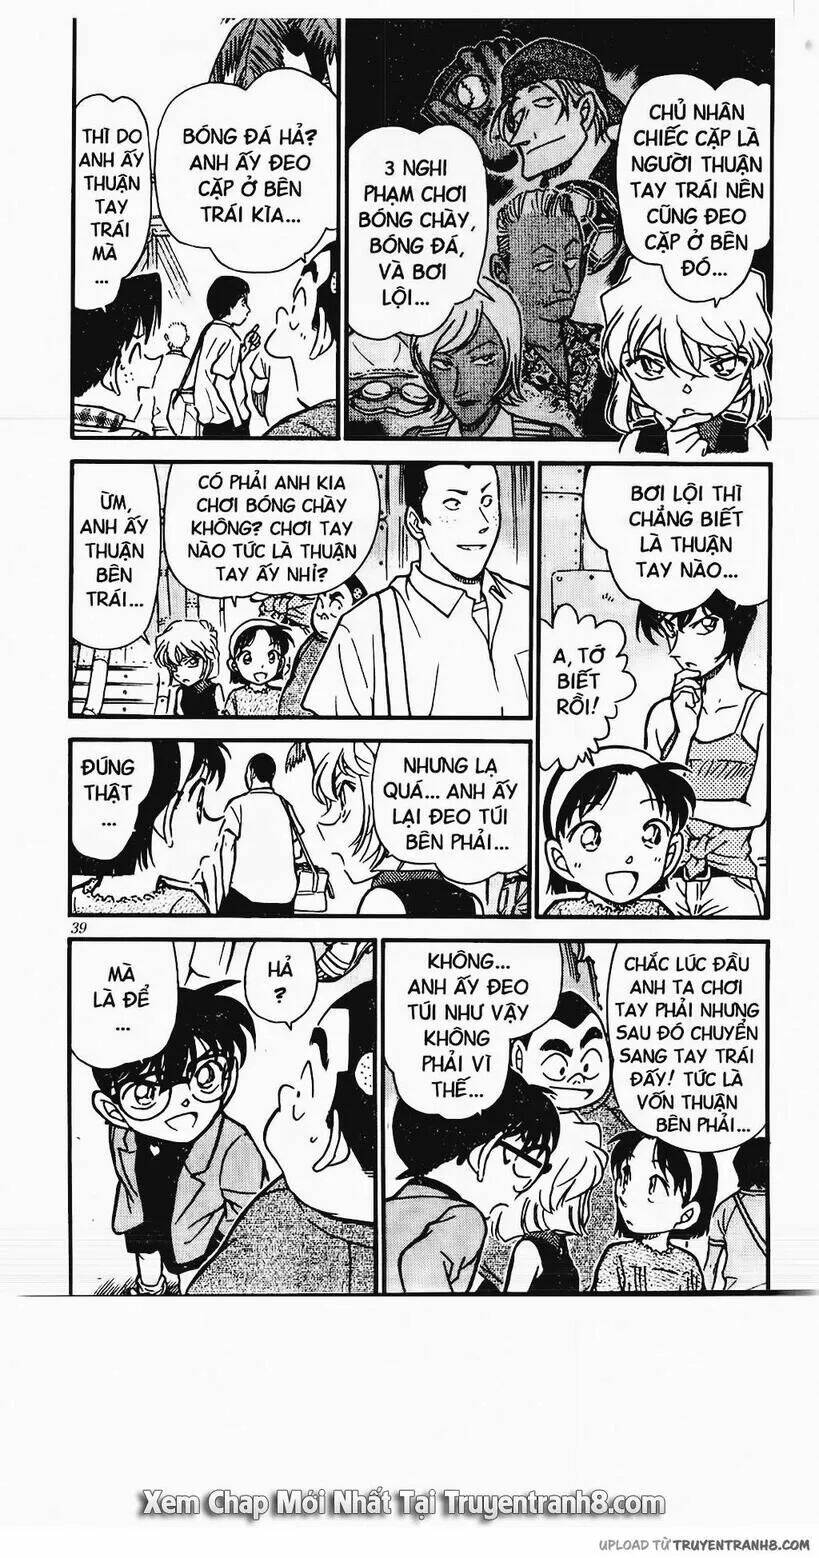 CHỦ NHÂN
CHIẾC CẶP LÀ
NGƯỜI THUẬN
TAY TRÁI NÊN
CŨNG ĐEO
CẶP Ở BÊN
ĐÓ...
3 NGHI
PHẠM CHƠI
BÓNG CHÀY,
BÓNG ĐÁ,
VÀ BƠI
LỘI...
BÓNG ĐÁ HẢ?
ANH ẤY ĐEO
CẶP Ở BÊN
TRÁI KÌA...
THÌ DO
ANH ẤY
THUẬN
TAY
TRÁI
MÀ
...
BƠI LỘI THÌ
CHẲNG BIẾT
LÀ THUẬN
TAY NÀO...
A, TỚ
BIẾT
RỒI!
CÓ PHẢI ANH KIA
CHƠI BÓNG CHÀY
KHÔNG? CHƠI TAY
NÀO TỨC LÀ THUẬN
TAY ẤY NHỈ?
ỪM,
ANH ẤY
THUẬN
BÊN
TRÁI...
NHƯNG LẠ
QUÁ... ANH ẤY
LẠI ĐEO TÚI
BÊN PHẢI...
ĐÚNG
THẬT
...
39
CHẮC LÚC ĐẦU
ANH TA CHƠI
TAY PHẢI NHƯNG
SAU ĐÓ CHUYỂN
SANG TAY TRÁI
ĐẤY! TỨC LÀ
VỐN THUẬN
BÊN PHẢI...
KHÔNG...
ANH ẤY ĐEO
TÚI NHƯ VẬY
KHÔNG
PHẢI VÌ
THẾ...
HẢ
?
MÀ
LÀ ĐỂ
...
Xem Chap Mới Nhất Tại Truyentranh8.com
UPLOAD TỪ TRUYENTRANH8.COM